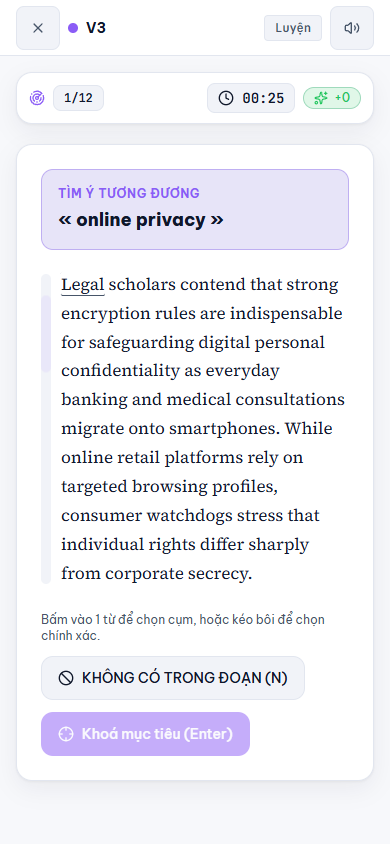 V3
Luyện
1/12
00:25
+0
TÌM Ý TƯƠNG ĐƯƠNG
« online privacy »
Legal scholars contend that strong
encryption rules are indispensable
for safeguarding digital personal
confidentiality as everyday
banking and medical consultations
migrate onto smartphones. While
online retail platforms rely on
targeted browsing profiles,
consumer watchdogs stress that
individual rights differ sharply
from corporate secrecy.
Bấm vào 1 từ để chọn cụm, hoặc kéo bôi để chọn
chính xác.
KHÔNG CÓ TRONG ĐOẠN (N)
Khoá mục tiêu (Enter)